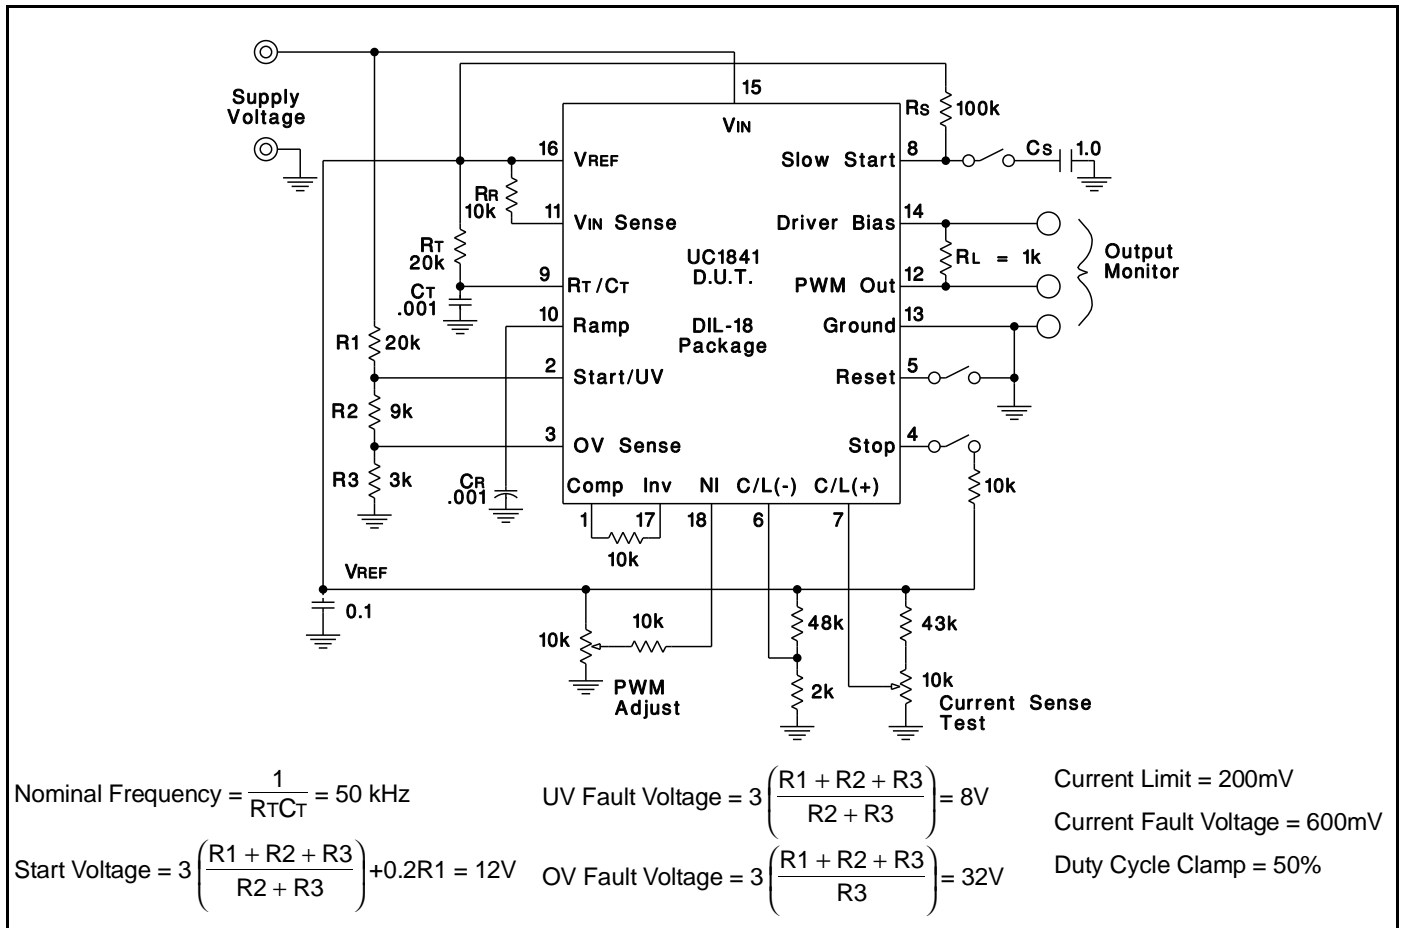 Supply
Voltage
15
VIN
RS 100k
16 VREF
Slow Start 8
CS 1.0
RR
10k
11 VIN Sense
Driver Bias 14
RT
20k
UC1841
D.U.T.
RL = 1k
Output
Monitor
9 RT/CT
PWM Out 12
CT
.001
10 Ramp
DIL-18
Package
Ground 13
R1 20k
2 Start/UV
Reset 5
R2 9k
3 OV Sense
Stop 4
R3 3k
CR
.001
Comp Inv NI C/L(-) C/L(+)
10k
1 17 18 6 7
10k
VREF
0.1
10k
10k
48k
43k
PWM
Adjust
2k
10k
Current Sense
Test
Nominal Frequency = 1 / RTCT = 50 kHz
UV Fault Voltage = 3 (R1 + R2 + R3 / R2 + R3) = 8V
Current Limit = 200mV
Current Fault Voltage = 600mV
Start Voltage = 3 (R1 + R2 + R3 / R2 + R3) +0.2R1 = 12V
OV Fault Voltage = 3 (R1 + R2 + R3 / R3) = 32V
Duty Cycle Clamp = 50%